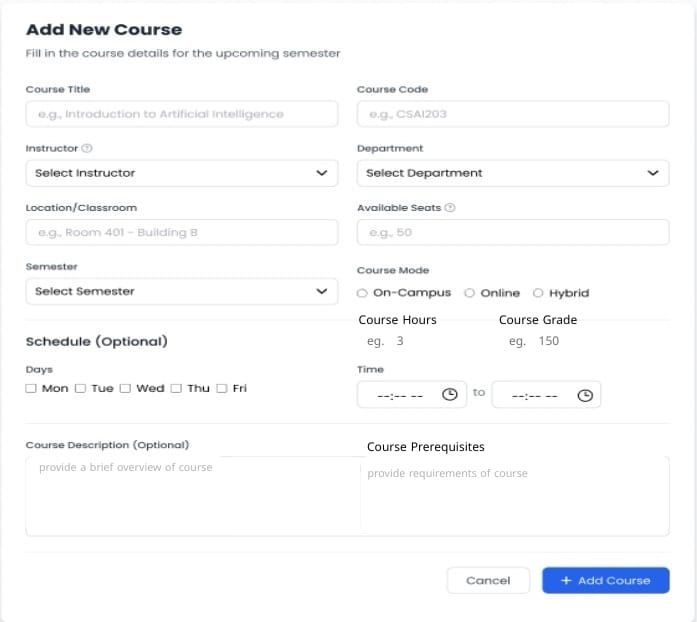 Add New Course
Fill in the course details for the upcoming semester
Course Title
Course Code
e.g., Introduction to Artificial Intelligence
e.g., CSAI203
Instructor ?
Department
Select Instructor
Select Department
Location/Classroom
Available Seats ?
e.g., Room 401 - Building B
e.g., 50
Semester
Course Mode
Select Semester
On-Campus Online Hybrid
Course Hours
Course Grade
Schedule (Optional)
eg. 3
eg. 150
Days
Time
Mon Tue Wed Thu Fri
--:-- -- to --:-- --
Course Description (Optional)
Course Prerequisites
provide a brief overview of course
provide requirements of course
Cancel
+ Add Course